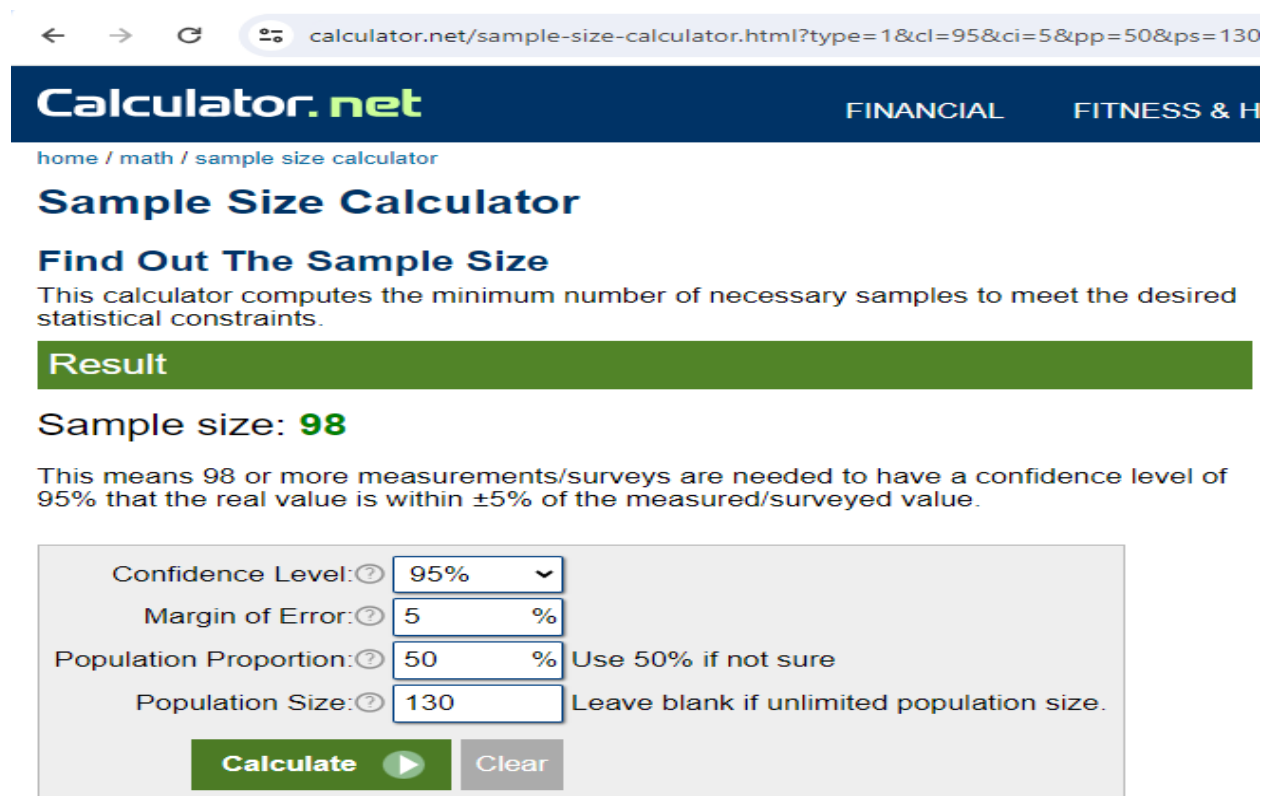 calculator.net/sample-size-calculator.html?type=1&cl=95&ci=5&pp=50&ps=130
Calculator.net FINANCIAL FITNESS & H
home / math / sample size calculator
Sample Size Calculator
Find Out The Sample Size
This calculator computes the minimum number of necessary samples to meet the desired
statistical constraints.
Result
Sample size: 98
This means 98 or more measurements/surveys are needed to have a confidence level of
95% that the real value is within ±5% of the measured/surveyed value.
Confidence Level:? 95%
Margin of Error:? 5 %
Population Proportion:? 50 % Use 50% if not sure
Population Size:? 130 Leave blank if unlimited population size.
Calculate Clear